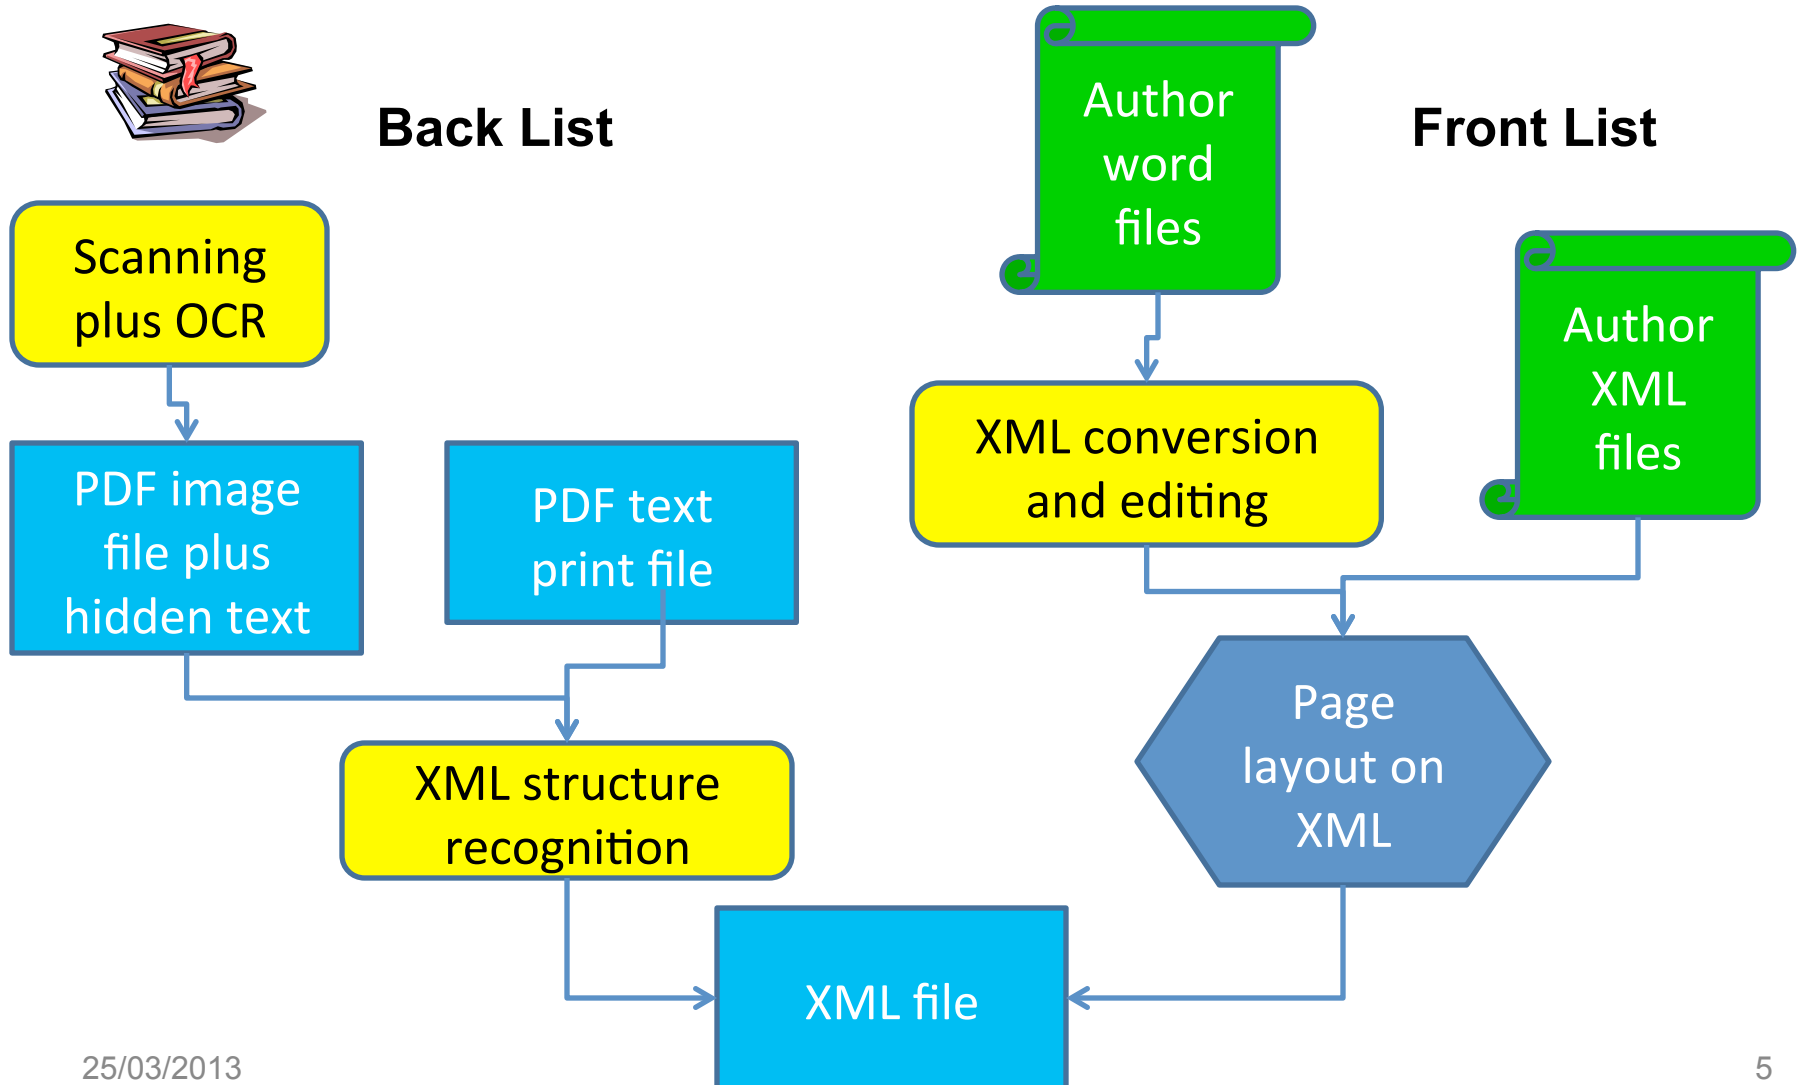 Back List
Front List
Author
word
files
Scanning
plus OCR
Author
XML
files
XML conversion
and editing
PDF image
file plus
hidden text
PDF text
print file
Page
layout on
XML
XML structure
recognition
XML file
25/03/2013
5